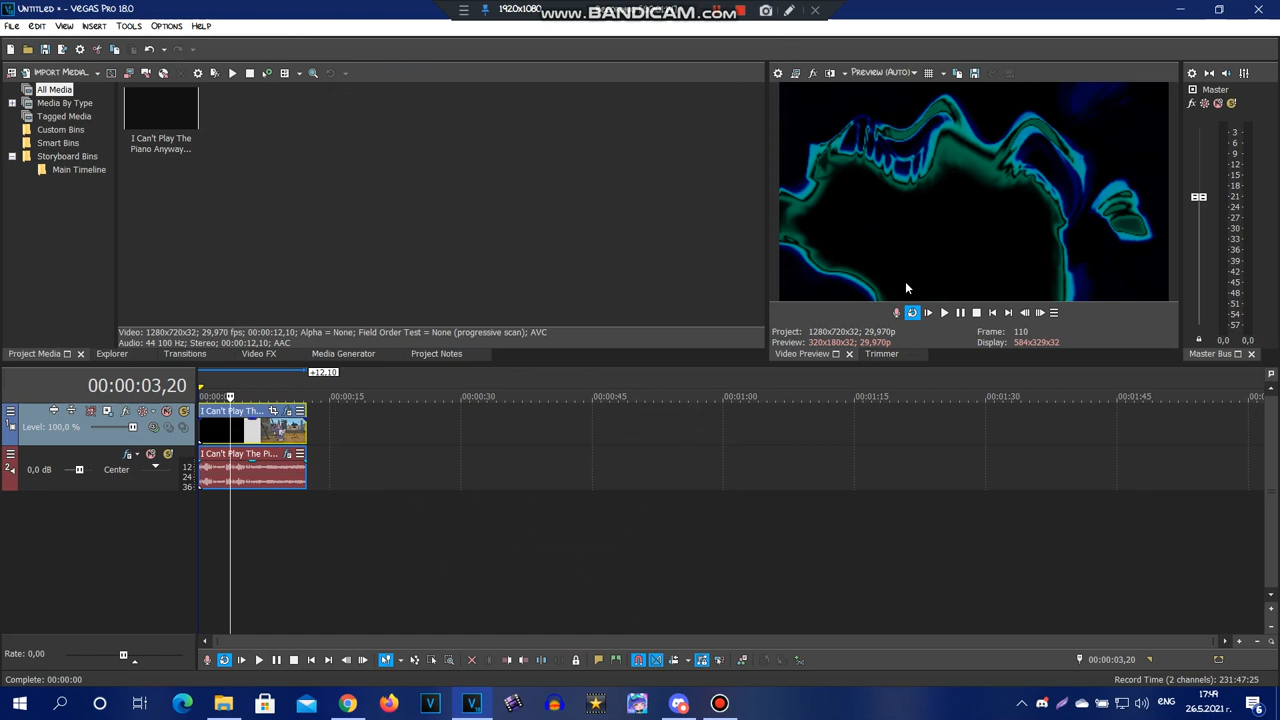 Untitled * - VEGAS Pro 18.0
1920x1080
www.BANDICAM.com
File Edit View Insert Tools Options Help
Import Media...
Preview (Auto)
Master
All Media
Media By Type
Tagged Media
Custom Bins
Smart Bins
Storyboard Bins
Main Timeline
I Can't Play The
Piano Anyway...
3
6
9
12
15
18
21
24
27
30
33
36
39
42
45
48
51
54
57
0,0 0,0
Video: 1280x720x32; 29,970 fps; 00:00:12,10; Alpha = None; Field Order Test = None (progressive scan); AVC
Audio: 44 100 Hz; Stereo; 00:00:12,10; AAC
Project: 1280x720x32; 29,970p
Frame: 110
Preview: 320x180x32; 29,970p
Display: 584x329x32
Project Media Explorer Transitions Video FX Media Generator Project Notes
Video Preview Trimmer
Master Bus
00:00:03,20
+12,10
00:00:15 00:00:30 00:00:45 00:01:00 00:01:15 00:01:30 00:01:45
1
Level: 100,0 %
I Can't Play Th...
2
0,0 dB
Center
12
24
36
I Can't Play The Pi...
Rate: 0,00
00:00:03,20
Complete: 00:00:00
Record Time (2 channels): 231:47:25
ENG
17:49
26.5.2021 г.
6